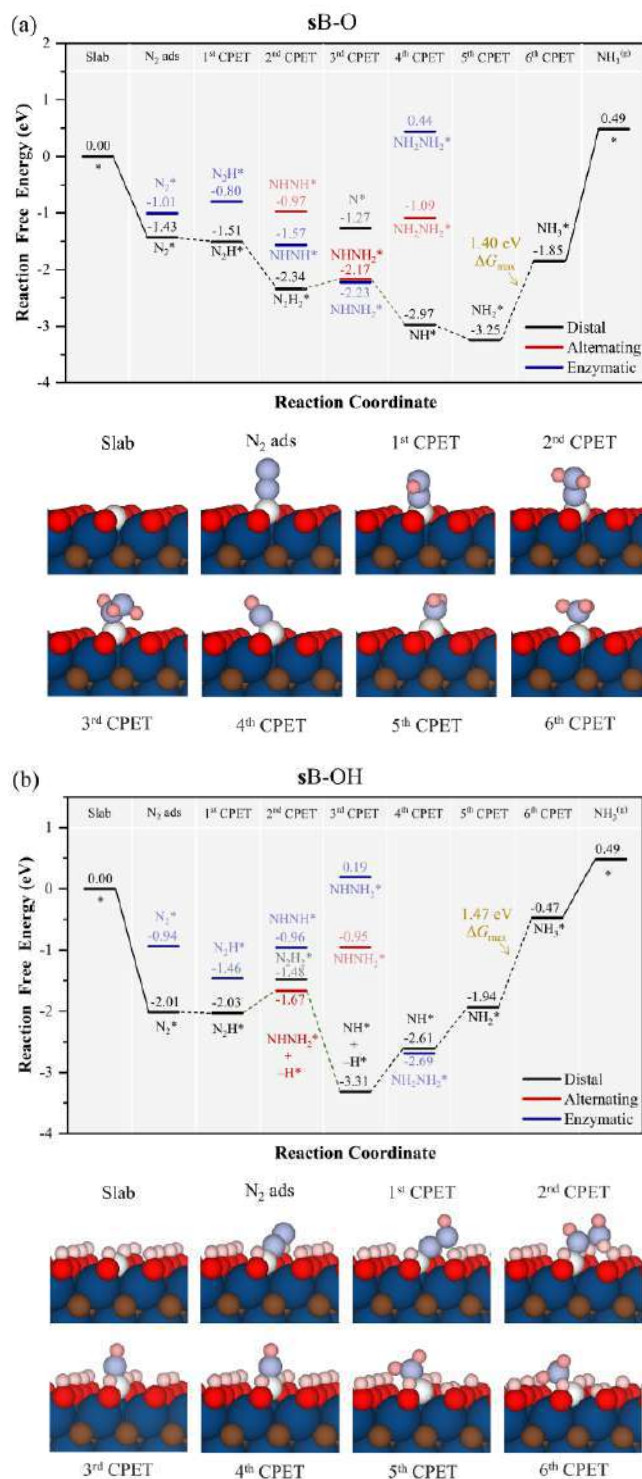 (a) sB-O
Slab N₂ ads 1ˢᵗ CPET 2ⁿᵈ CPET 3ʳᵈ CPET 4ᵗʰ CPET 5ᵗʰ CPET 6ᵗʰ CPET NH₃⁽ᵍ⁾
Reaction Free Energy (eV)
2
1
0
-1
-2
-3
-4
0.00
*
N₂*
-1.01
-1.43
N₂*
N₂H*
-0.80
-1.51
N₂H*
NHNH*
-0.97
-1.57
NHNH*
-2.34
N₂H₂*
N*
-1.27
NHNH₂*
-2.17
-2.23
NHNH₂*
0.44
NH₂NH₂*
-1.09
NH₂NH₂*
-2.97
NH*
NH₂*
-3.25
1.40 eV
ΔGmax
NH₃*
-1.85
0.49
*
Distal
Alternating
Enzymatic
Reaction Coordinate
Slab N₂ ads 1ˢᵗ CPET 2ⁿᵈ CPET
3ʳᵈ CPET 4ᵗʰ CPET 5ᵗʰ CPET 6ᵗʰ CPET
(b) sB-OH
Slab N₂ ads 1ˢᵗ CPET 2ⁿᵈ CPET 3ʳᵈ CPET 4ᵗʰ CPET 5ᵗʰ CPET 6ᵗʰ CPET NH₃⁽ᵍ⁾
Reaction Free Energy (eV)
1
0
-1
-2
-3
-4
0.00
*
N₂*
-0.94
-2.01
N₂*
N₂H*
-1.46
-2.03
N₂H*
NHNH*
-0.96
N₂H₂*
-1.48
-1.67
NHNH₂*
+
-H*
0.19
NHNH₂*
-0.95
NHNH₂*
NH*
+
-H*
-3.31
NH*
-2.61
-2.69
NH₂NH₂*
-1.94
NH₂*
1.47 eV
ΔGmax
-0.47
NH₃*
0.49
*
Distal
Alternating
Enzymatic
Reaction Coordinate
Slab N₂ ads 1ˢᵗ CPET 2ⁿᵈ CPET
3ʳᵈ CPET 4ᵗʰ CPET 5ᵗʰ CPET 6ᵗʰ CPET